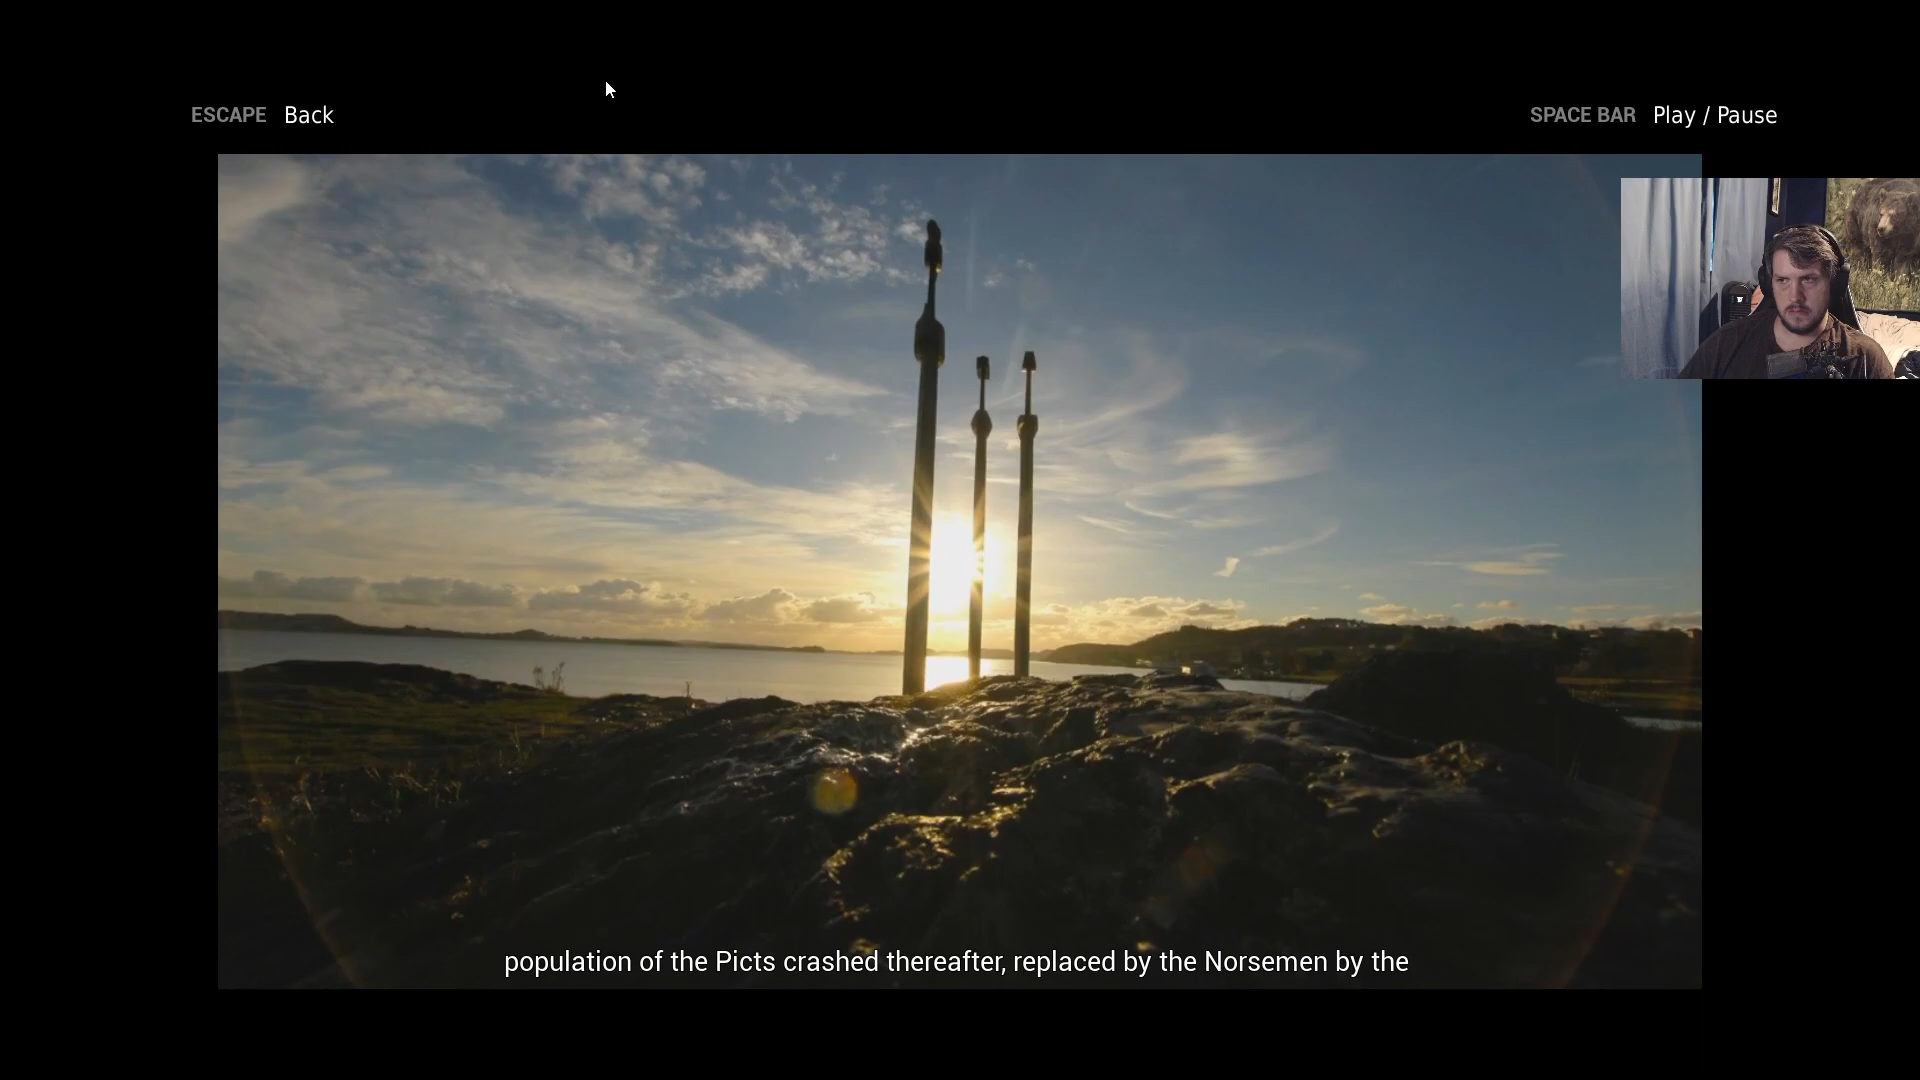 ESCAPE Back
SPACE BAR Play / Pause
population of the Picts crashed thereafter, replaced by the Norsemen by the